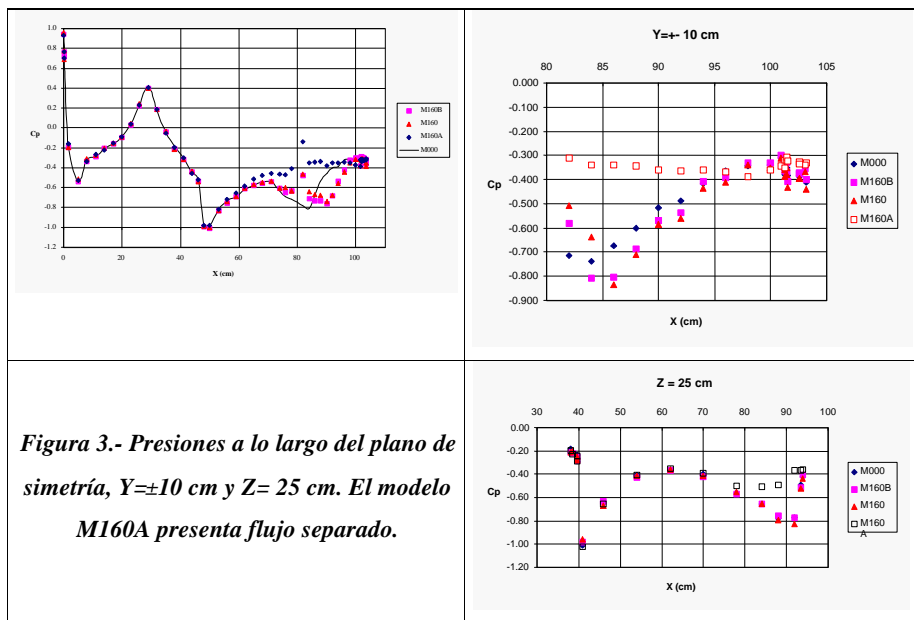 1.0
0.8
0.6
0.4
0.2
0.0
-0.2
-0.4
-0.6
-0.8
-1.0
-1.2
Cp
0 20 40 60 80 100
X (cm)
M160B
M160
M160A
M000
Y=+- 10 cm
80 85 90 95 100 105
0.000
-0.100
-0.200
-0.300
-0.400
-0.500
-0.600
-0.700
-0.800
-0.900
Cp
X (cm)
M000
M160B
M160
M160A
Figura 3.- Presiones a lo largo del plano de
simetría, Y=±10 cm y Z= 25 cm. El modelo
M160A presenta flujo separado.
Z = 25 cm
30 40 50 60 70 80 90 100
0.00
-0.20
-0.40
-0.60
-0.80
-1.00
-1.20
Cp
X (cm)
M000
M160B
M160
M160
A